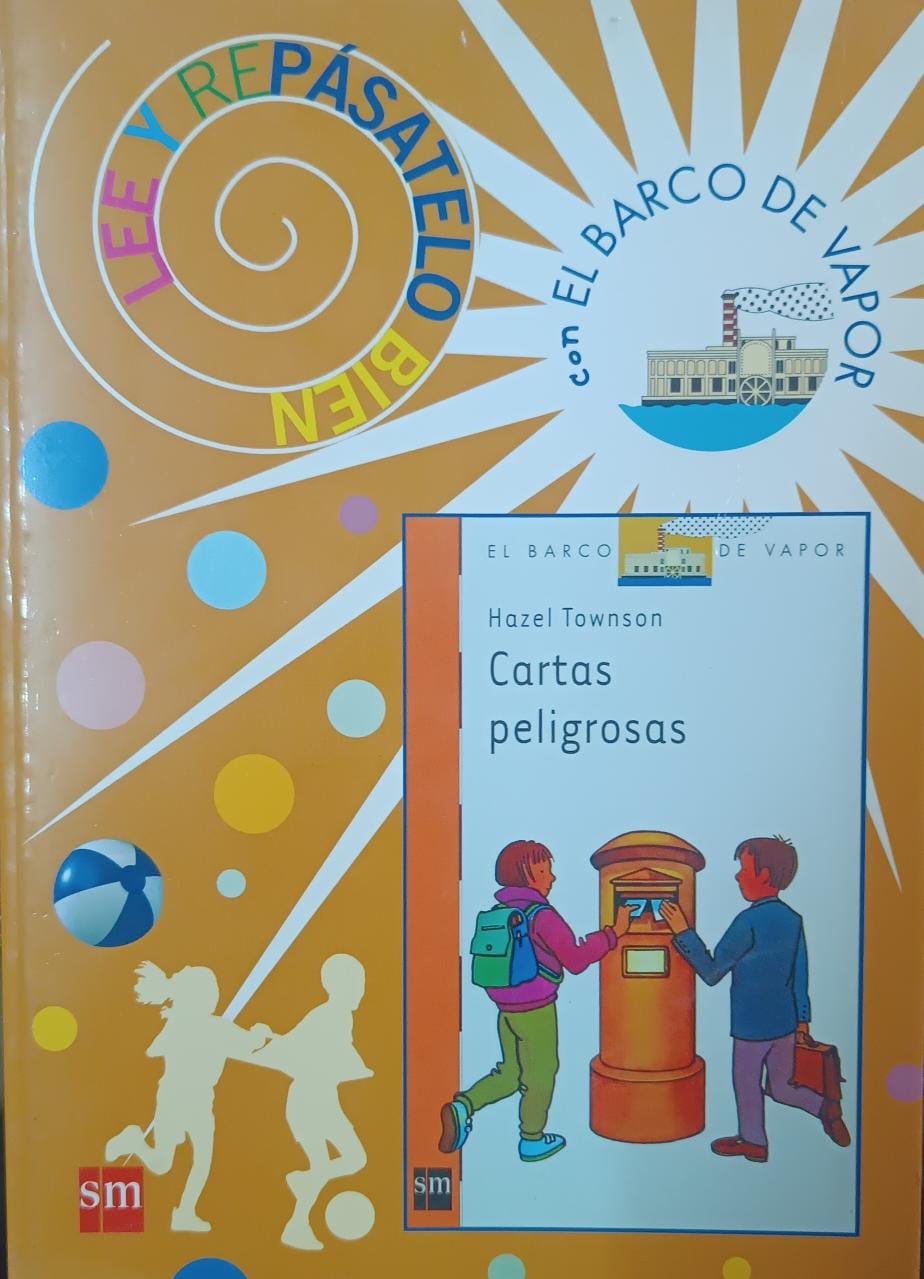 LEE Y REPÁSATELO BIEN
con EL BARCO DE VAPOR
EL BARCO DE VAPOR
Hazel Townson
Cartas
peligrosas
sm
sm